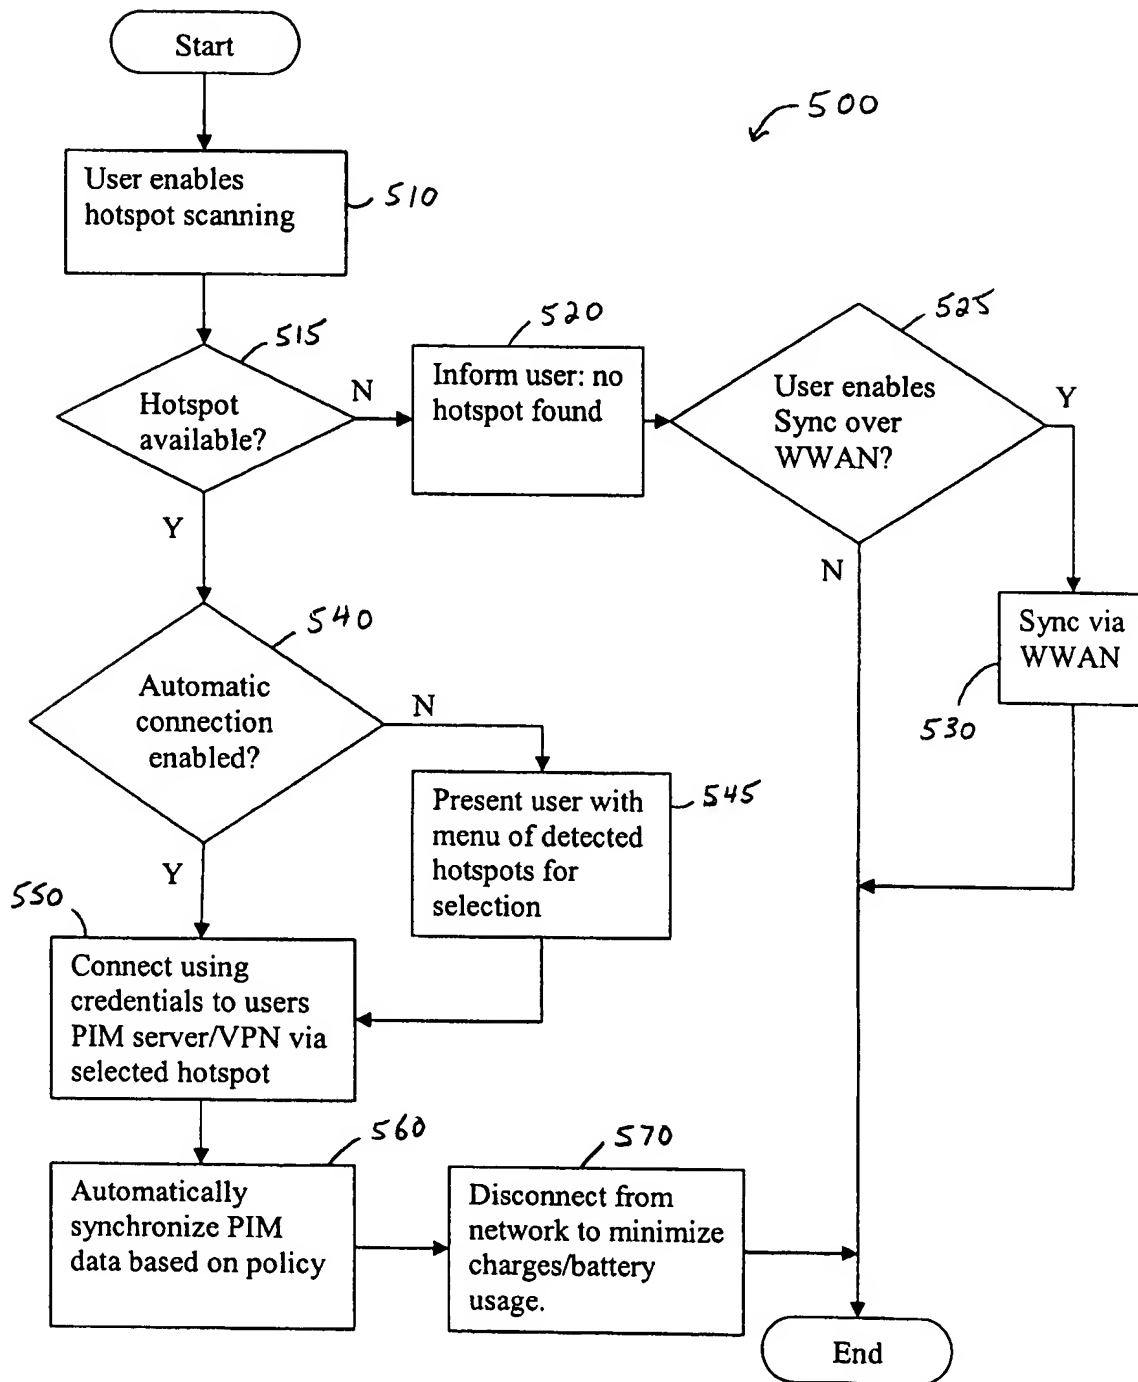 Start
500
User enables
hotspot scanning
510
515
Hotspot
available?
N
Y
520
Inform user: no
hotspot found
525
User enables
Sync over
WWAN?
Y
N
Sync via
WWAN
530
540
Automatic
connection
enabled?
N
Y
545
Present user with
menu of detected
hotspots for
selection
550
Connect using
credentials to users
PIM server/VPN via
selected hotspot
560
Automatically
synchronize PIM
data based on policy
570
Disconnect from
network to minimize
charges/battery
usage.
End